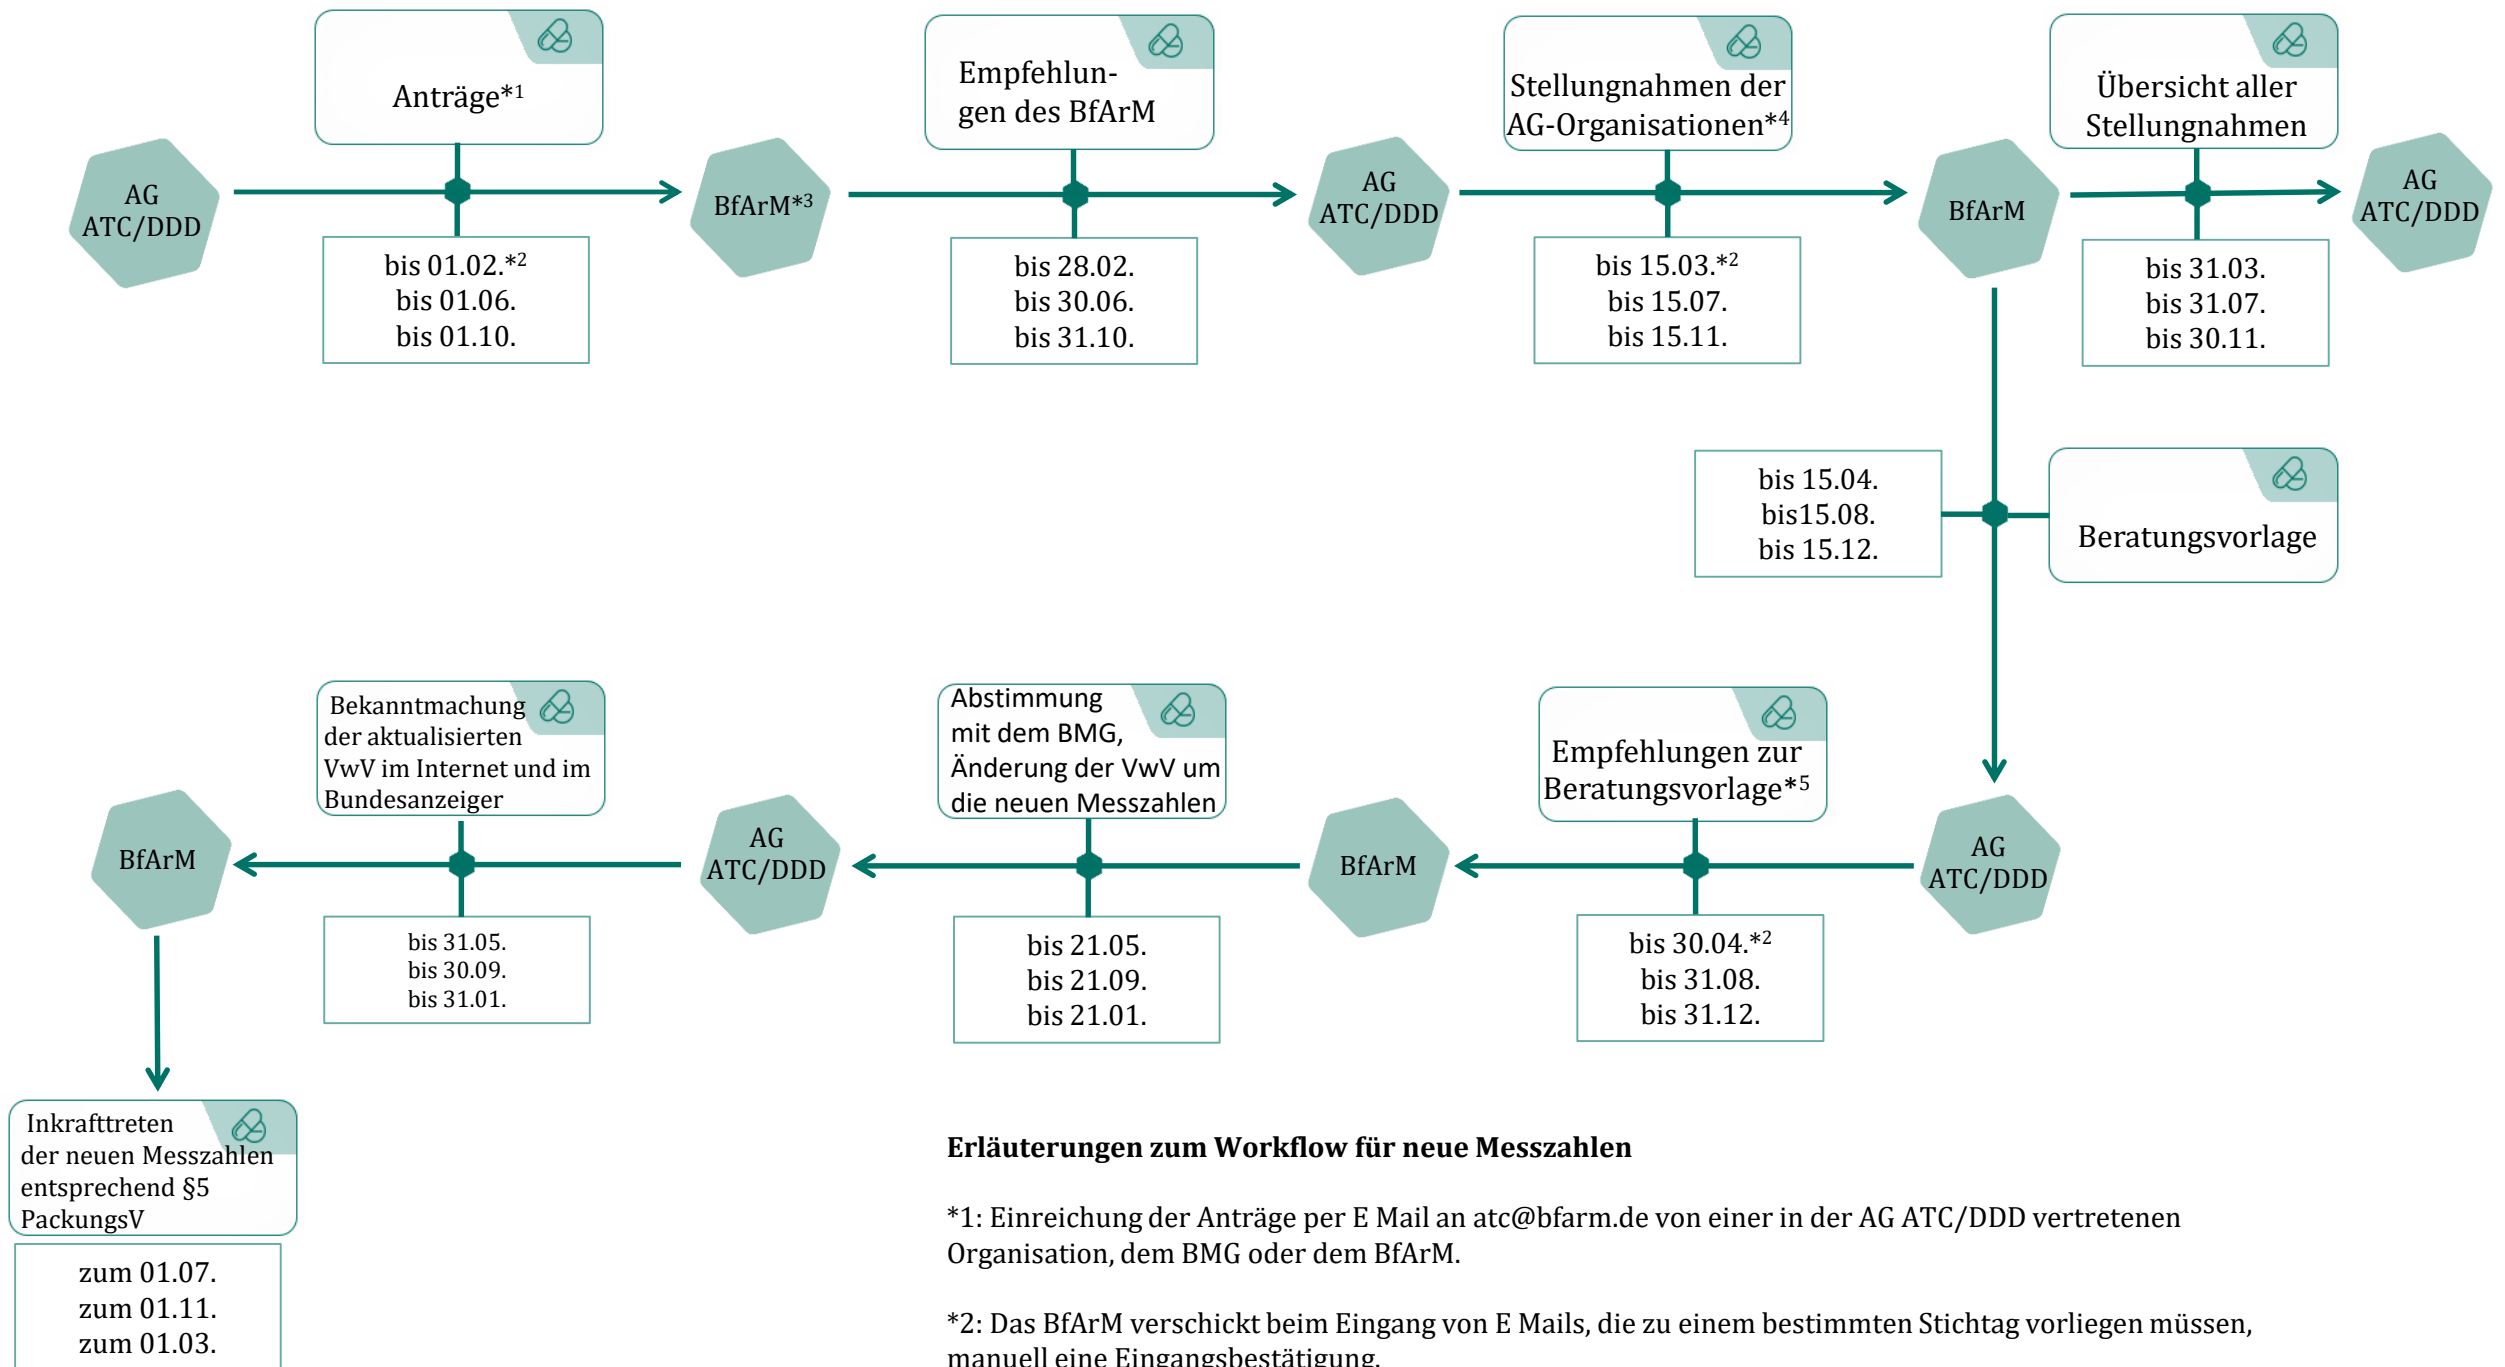 Anträge*1
Empfehlun-
gen des BfArM
Stellungnahmen der
AG-Organisationen*4
Übersicht aller
Stellungnahmen
AG
ATC/DDD
BfArM*3
AG
ATC/DDD
BfArM
AG
ATC/DDD
bis 01.02.*2
bis 01.06.
bis 01.10.
bis 28.02.
bis 30.06.
bis 31.10.
bis 15.03.*2
bis 15.07.
bis 15.11.
bis 31.03.
bis 31.07.
bis 30.11.
bis 15.04.
bis15.08.
bis 15.12.
Beratungsvorlage
Bekanntmachung
der aktualisierten
VwV im Internet und im
Bundesanzeiger
Abstimmung
mit dem BMG,
Änderung der VwV um
die neuen Messzahlen
Empfehlungen zur
Beratungsvorlage*5
BfArM
AG
ATC/DDD
BfArM
AG
ATC/DDD
bis 31.05.
bis 30.09.
bis 31.01.
bis 21.05.
bis 21.09.
bis 21.01.
bis 30.04.*2
bis 31.08.
bis 31.12.
Inkrafttreten
der neuen Messzahlen
entsprechend §5
PackungsV
zum 01.07.
zum 01.11.
zum 01.03.
Erläuterungen zum Workflow für neue Messzahlen
*1: Einreichung der Anträge per E Mail an atc@bfarm.de von einer in der AG ATC/DDD vertretenen
Organisation, dem BMG oder dem BfArM.
*2: Das BfArM verschickt beim Eingang von E Mails, die zu einem bestimmten Stichtag vorliegen müssen,
manuell eine Eingangsbestätigung.